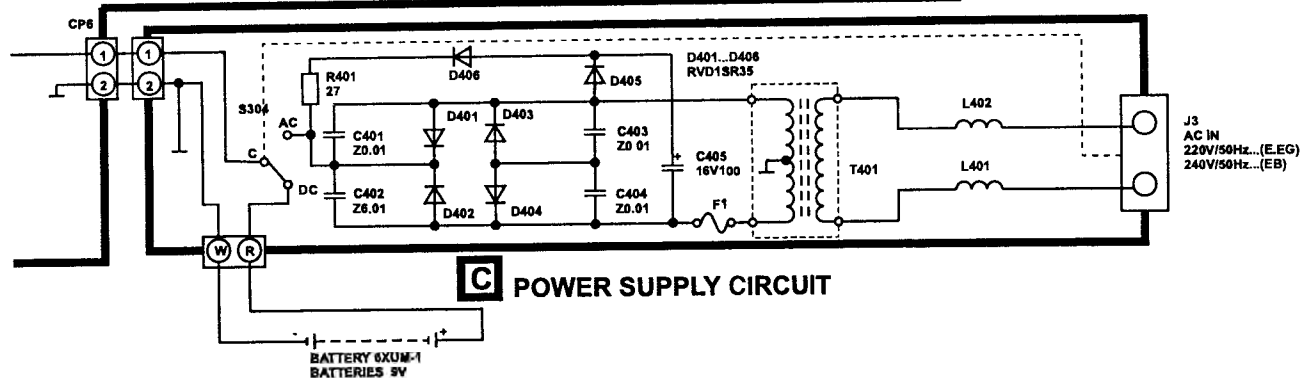 CP6
1
1
2
2
S304
AC
C
DC
R401
27
D406
D405
D401...D406
RVD1SR35
D401
D403
C401
Z0.01
C403
Z0 01
C405
16V100
+
C402
Z6.01
D402
D404
C404
Z0.01
F1
T401
L402
L401
J3
AC IN
220V/50Hz...(E.EG)
240V/50Hz...(EB)
W
R
C POWER SUPPLY CIRCUIT
-
+
BATTERY 6XUM-1
BATTERIES 9V